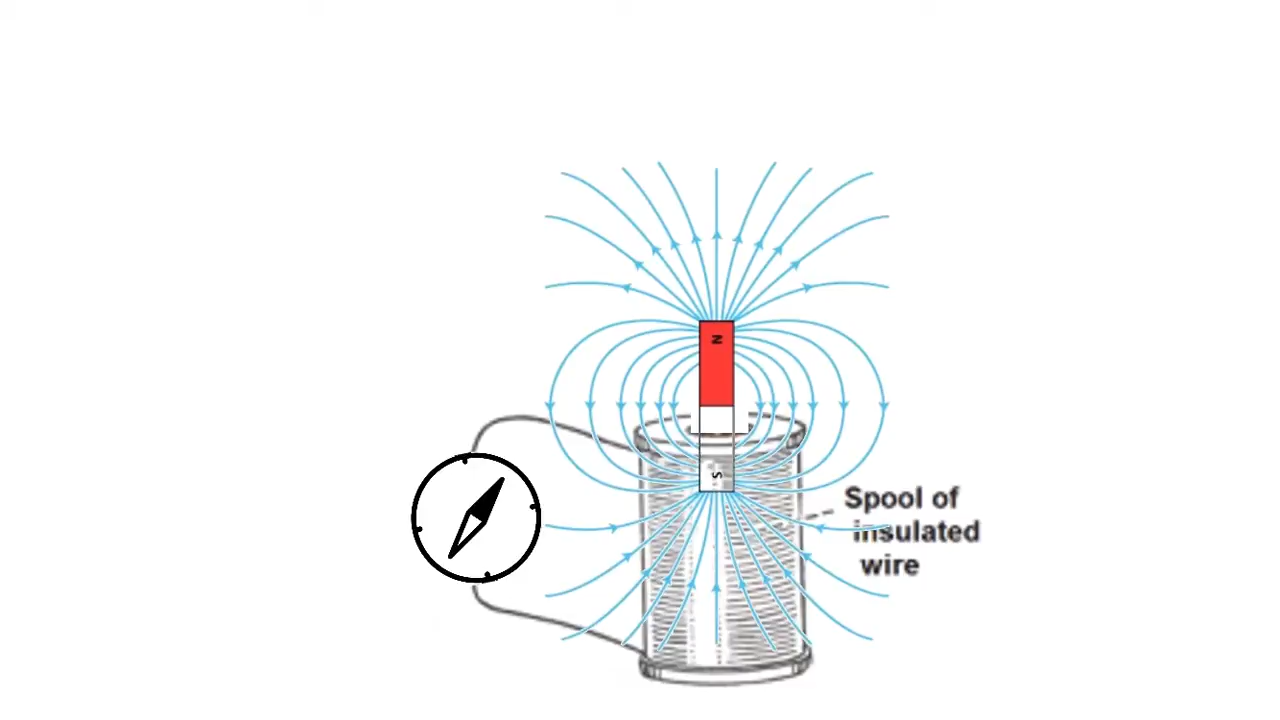 N
S
Spool of
insulated
wire